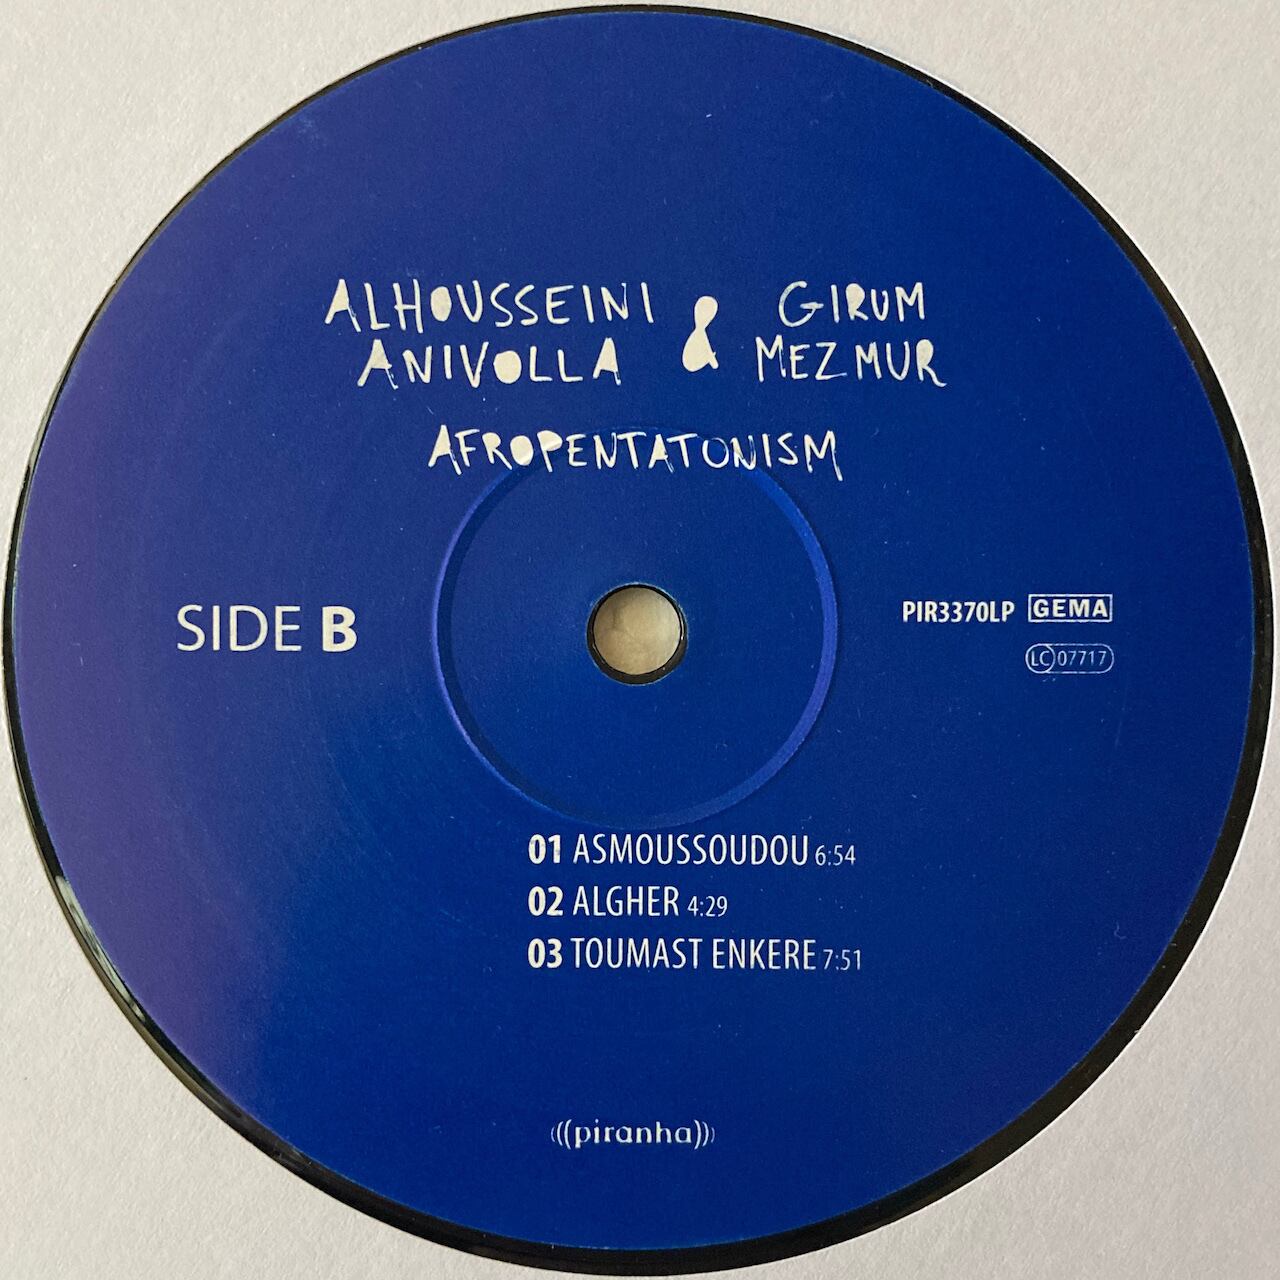 ALHOUSSEINI & GIRUM
ANIVOLLA MEZMUR
AFROPENTATONISM
SIDE B
PIR3370LP GEMA
LC 07717
01 ASMOUSSOUDOU 6:54
02 ALGHER 4:29
03 TOUMAST ENKERE 7:51
(((piranha)))